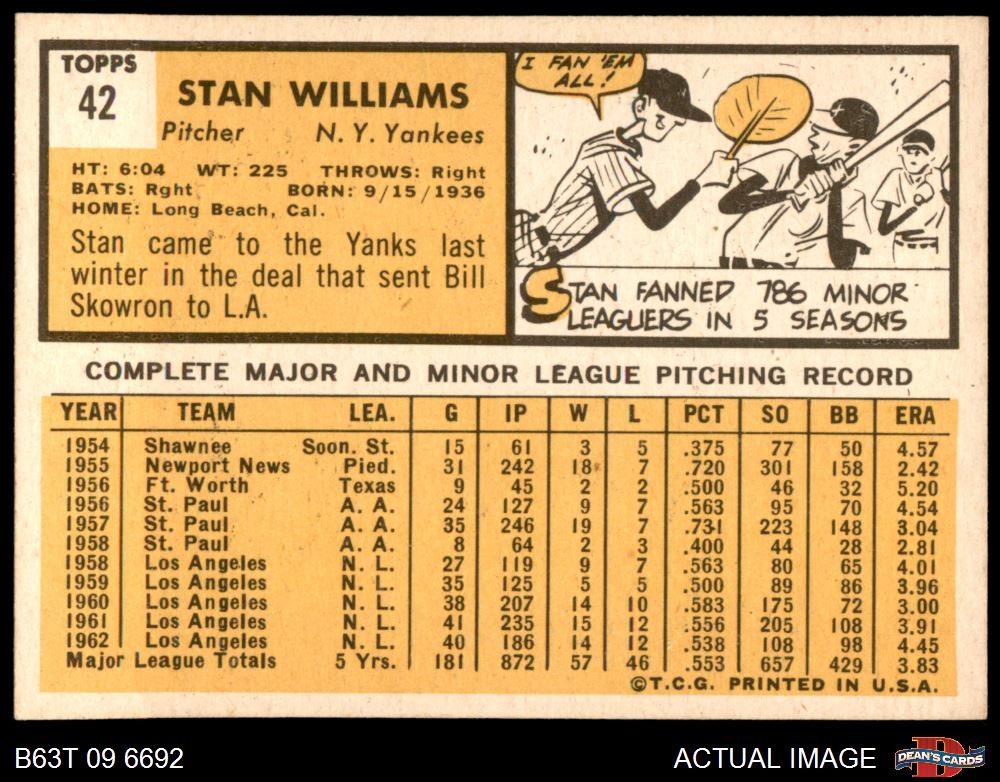 TOPPS
42
STAN WILLIAMS
Pitcher N. Y. Yankees
HT: 6:04 WT: 225 THROWS: Right
BATS: Rght BORN: 9/15/1936
HOME: Long Beach, Cal.
Stan came to the Yanks last
winter in the deal that sent Bill
Skowron to L.A.
I FAN 'EM
ALL!
STAN FANNED 786 MINOR
LEAGUERS IN 5 SEASONS
COMPLETE MAJOR AND MINOR LEAGUE PITCHING RECORD
YEAR TEAM LEA. G IP W L PCT SO BB ERA
1954 Shawnee Soon. St. 15 61 3 5 .375 77 50 4.57
1955 Newport News Pied. 31 242 18 7 .720 301 158 2.42
1956 Ft. Worth Texas 9 45 2 2 .500 46 32 5.20
1956 St. Paul A. A. 24 127 9 7 .563 95 70 4.54
1957 St. Paul A. A. 35 246 19 7 .731 223 148 3.04
1958 St. Paul A. A. 8 64 2 3 .400 44 28 2.81
1958 Los Angeles N. L. 27 119 9 7 .563 80 65 4.01
1959 Los Angeles N. L. 35 125 5 5 .500 89 86 3.96
1960 Los Angeles N. L. 38 207 14 10 .583 175 72 3.00
1961 Los Angeles N. L. 41 235 15 12 .556 205 108 3.91
1962 Los Angeles N. L. 40 186 14 12 .538 108 98 4.45
Major League Totals 5 Yrs. 181 872 57 46 .553 657 429 3.83
©T.C.G. PRINTED IN U.S.A.
B63T 09 6692 ACTUAL IMAGE D DEAN'S CARDS